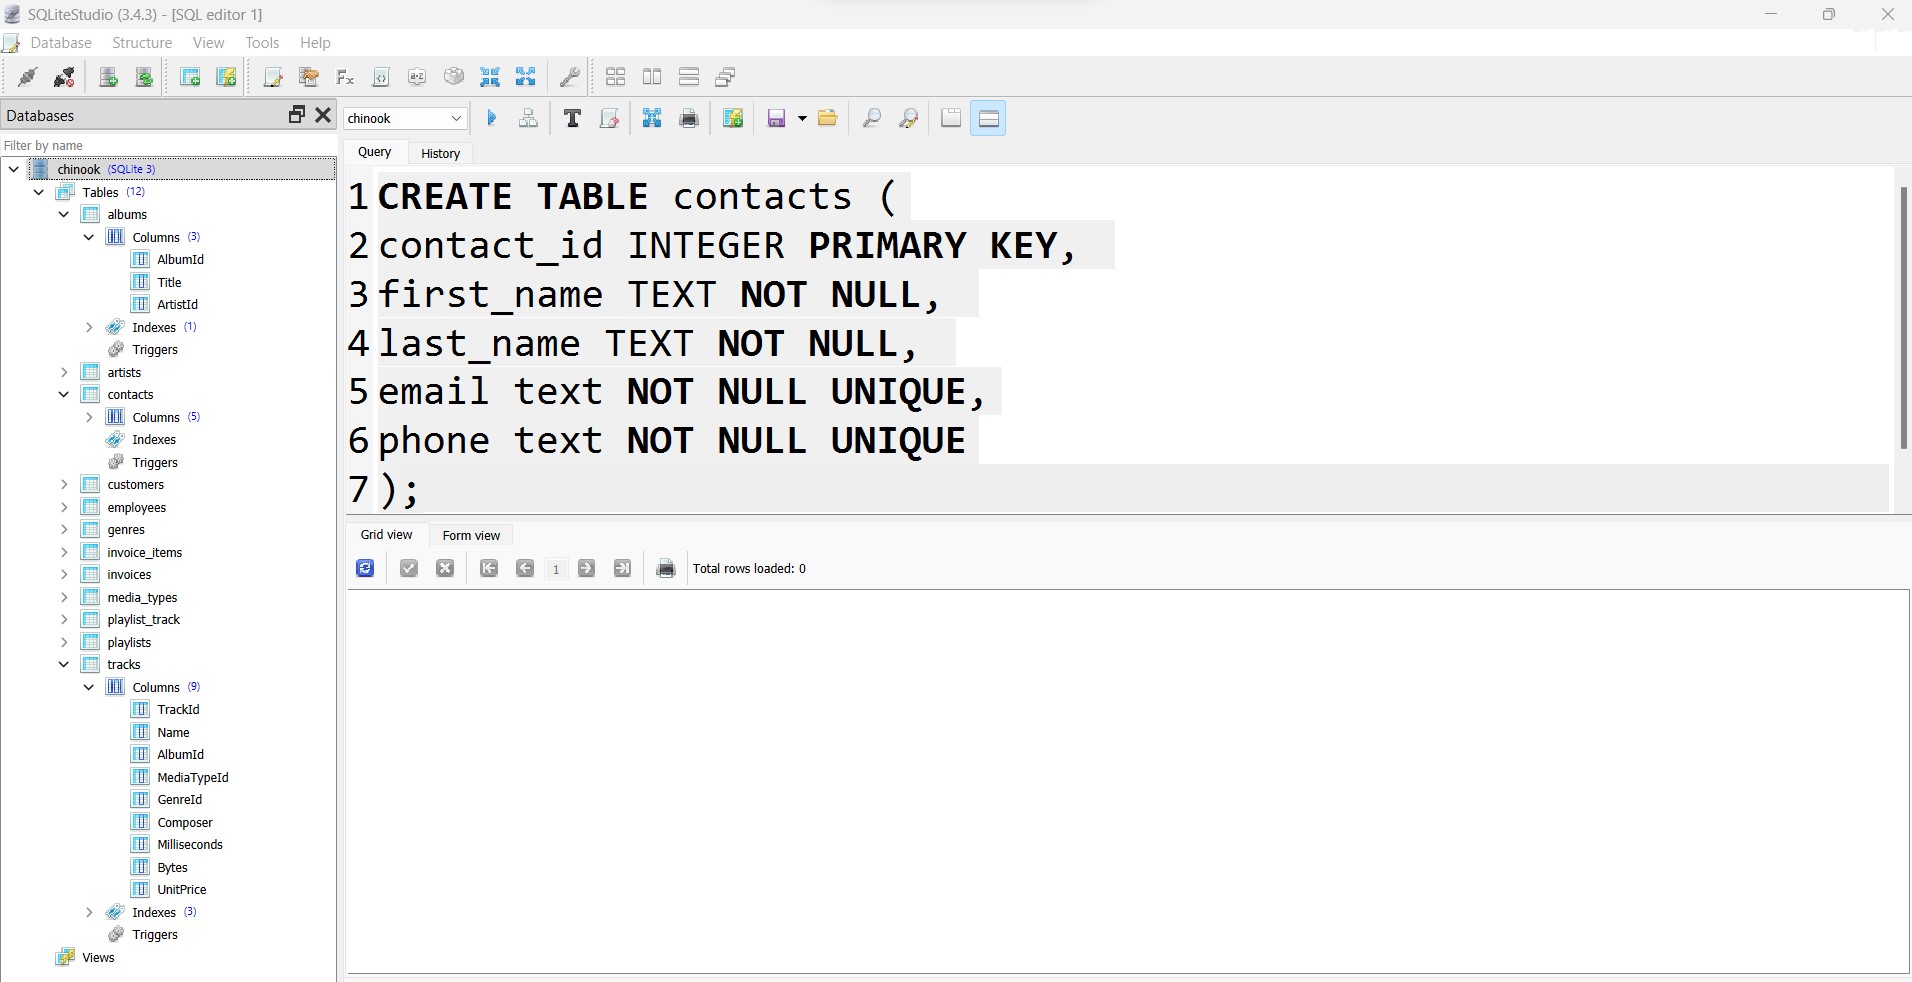 SQLiteStudio (3.4.3) - [SQL editor 1]
Database Structure View Tools Help
Databases
Filter by name
chinook (SQLite 3)
Tables (12)
albums
Columns (3)
AlbumId
Title
ArtistId
Indexes (1)
Triggers
artists
contacts
Columns (5)
Indexes
Triggers
customers
employees
genres
invoice_items
invoices
media_types
playlist_track
playlists
tracks
Columns (9)
TrackId
Name
AlbumId
MediaTypeId
GenreId
Composer
Milliseconds
Bytes
UnitPrice
Indexes (3)
Triggers
Views
chinook
Query History
1 CREATE TABLE contacts (
2 contact_id INTEGER PRIMARY KEY,
3 first_name TEXT NOT NULL,
4 last_name TEXT NOT NULL,
5 email text NOT NULL UNIQUE,
6 phone text NOT NULL UNIQUE
7 );
Grid view Form view
1 Total rows loaded: 0